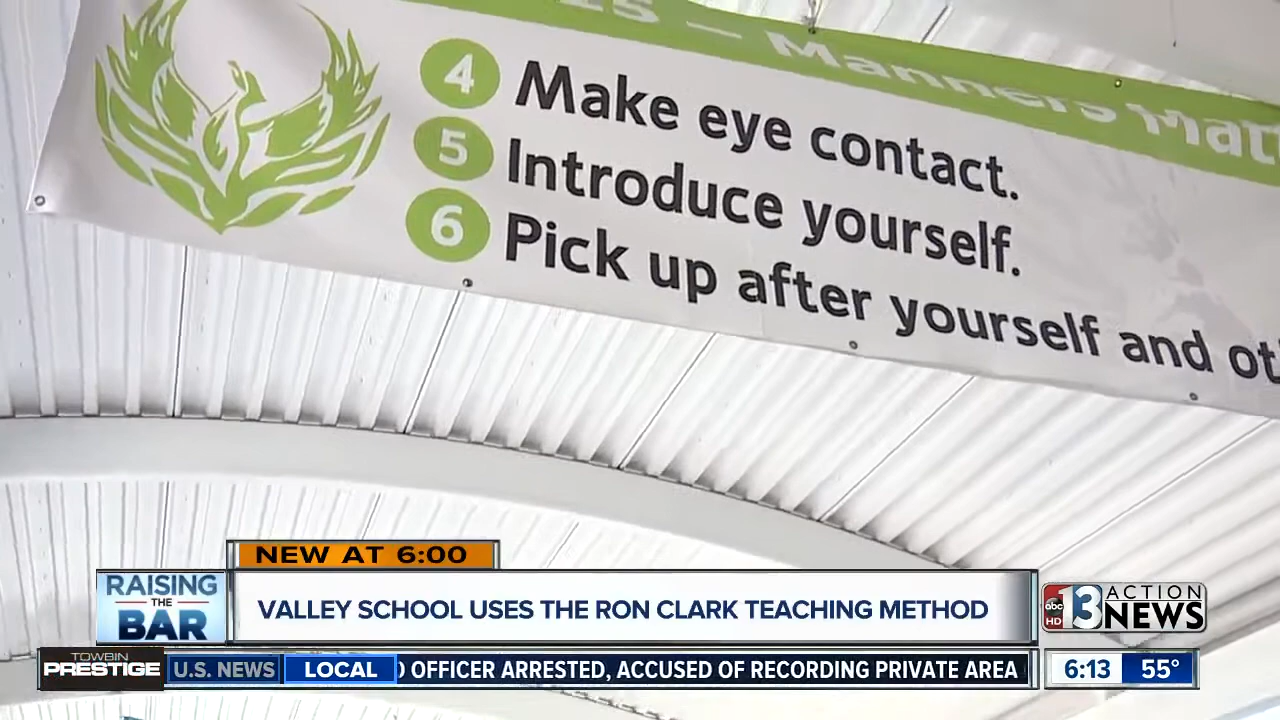 25 — Manners Mat
4 Make eye contact.
5 Introduce yourself.
6 Pick up after yourself and ot
NEW AT 6:00
RAISING
THE
BAR
VALLEY SCHOOL USES THE RON CLARK TEACHING METHOD
abc
HD
13 ACTION
NEWS
TOWBIN
PRESTIGE
U.S. NEWS
LOCAL
OFFICER ARRESTED, ACCUSED OF RECORDING PRIVATE AREA
6:13
55°